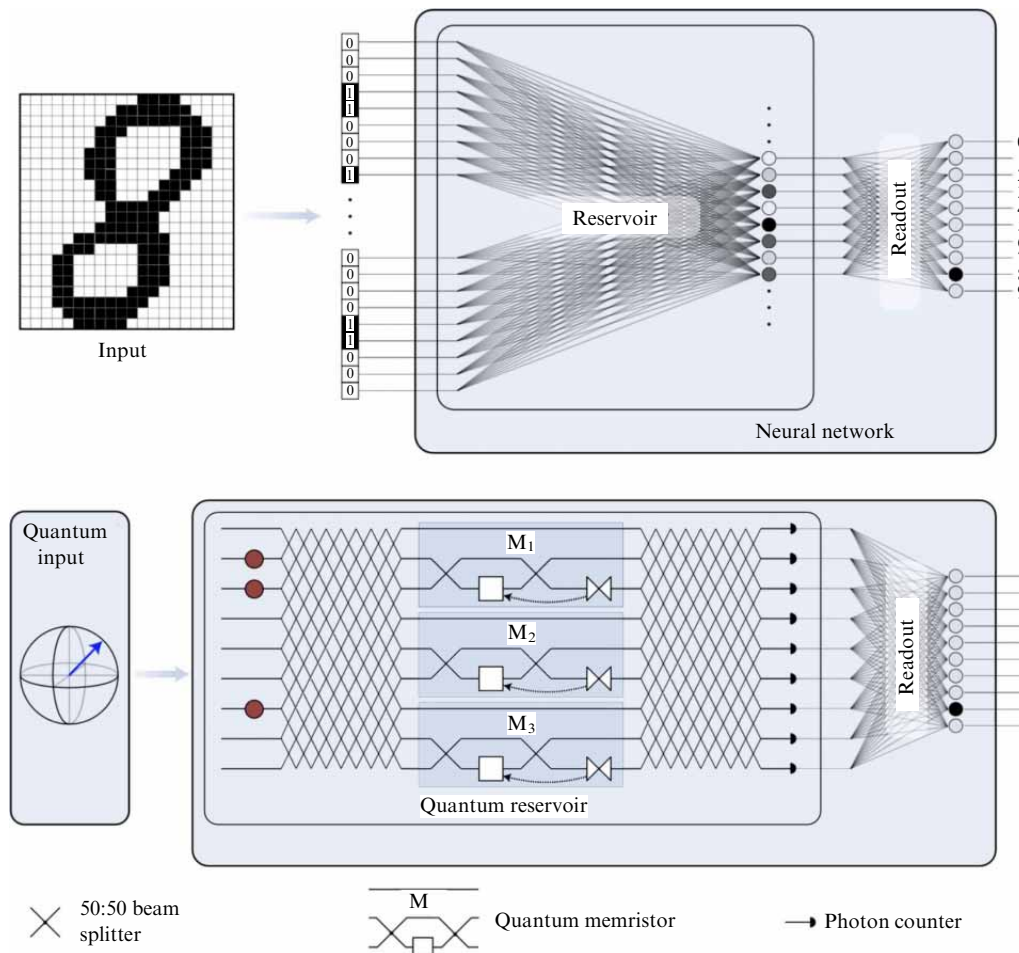 0
0
0
1
1
0
0
0
1
0
0
0
0
1
1
0
0
0
Input
Reservoir
Readout
Neural network
Quantum
input
M1
M2
M3
Quantum reservoir
Readout
50:50 beam
splitter
M
Quantum memristor
Photon counter